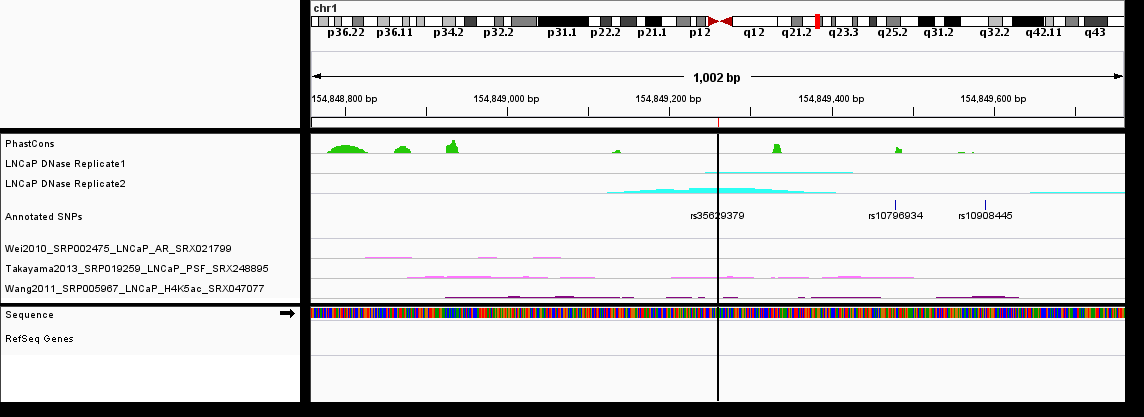 chr1
p36.22 p36.11 p34.2 p32.2 p31.1 p22.2 p21.1 p12 q12 q21.2 q23.3 q25.2 q31.2 q32.2 q42.11 q43
1,002 bp
154,848,800 bp 154,849,000 bp 154,849,200 bp 154,849,400 bp 154,849,600 bp
PhastCons
LNCaP DNase Replicate1
LNCaP DNase Replicate2
Annotated SNPs
rs35629379 rs10796934 rs10908445
Wei2010_SRP002475_LNCaP_AR_SRX021799
Takayama2013_SRP019259_LNCaP_PSF_SRX248895
Wang2011_SRP005967_LNCaP_H4K5ac_SRX047077
Sequence
RefSeq Genes